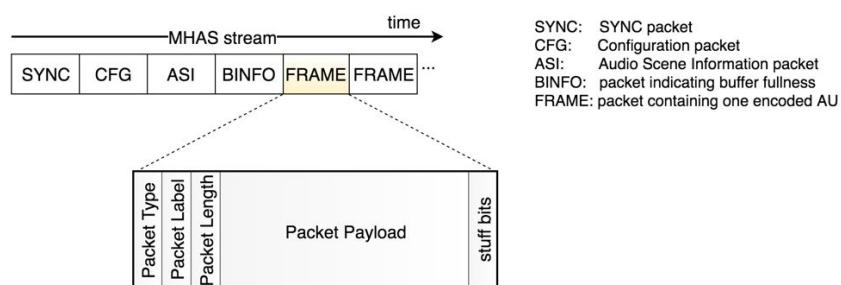 time
MHAS stream
SYNC CFG ASI BINFO FRAME FRAME ...
SYNC: SYNC packet
CFG: Configuration packet
ASI: Audio Scene Information packet
BINFO: packet indicating buffer fullness
FRAME: packet containing one encoded AU
Packet Type
Packet Label
Packet Length
Packet Payload
stuff bits